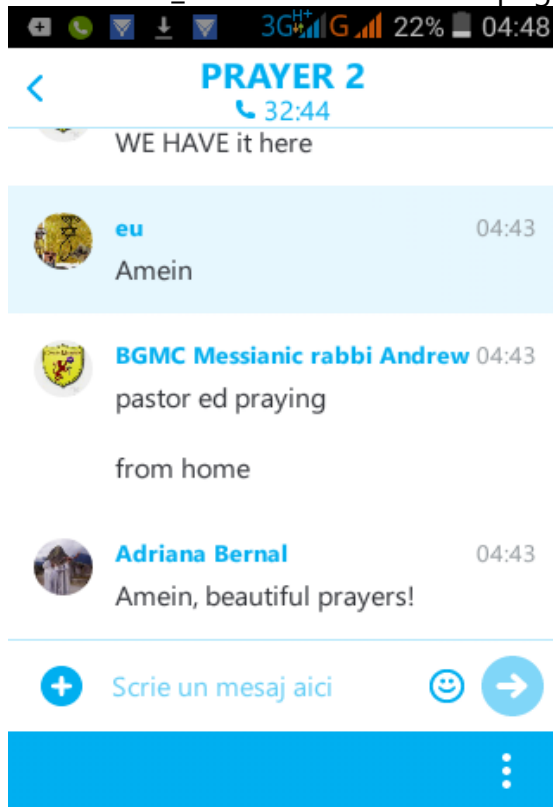 3G H+ G 22% 04:48
PRAYER 2
32:44
WE HAVE it here
eu 04:43
Amein
BGMC Messianic rabbi Andrew 04:43
pastor ed praying
from home
Adriana Bernal 04:43
Amein, beautiful prayers!
Scrie un mesaj aici